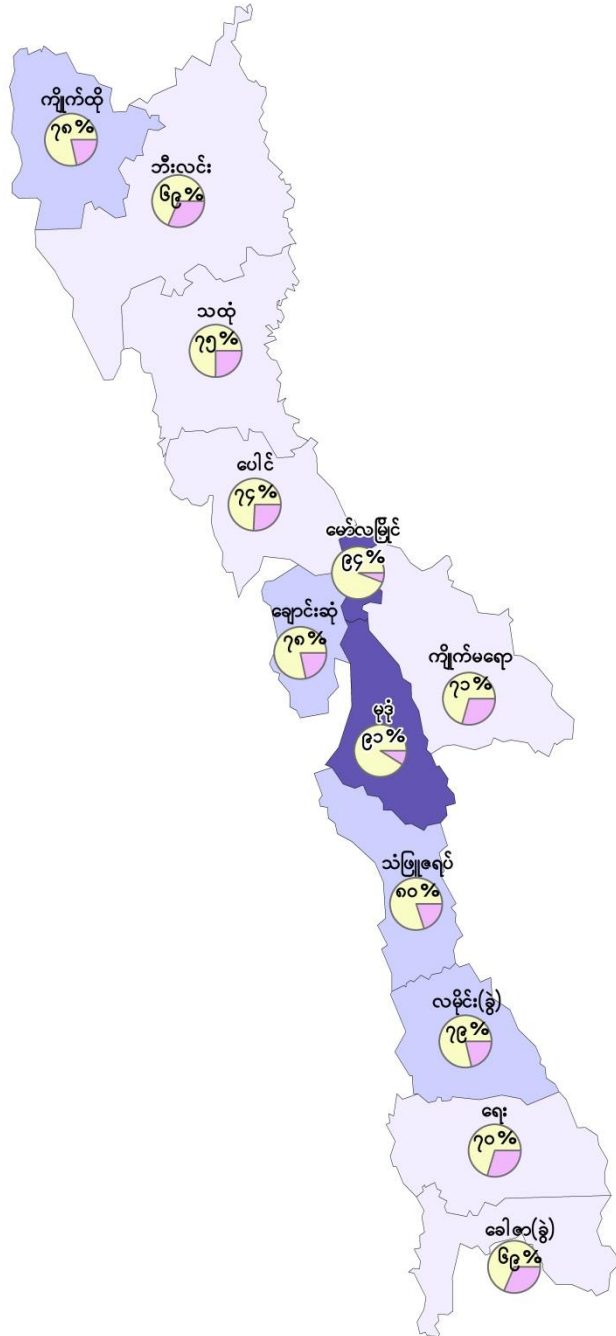 ကျိုက်ထို
၇၈%
ဘီးလင်း
၆၉%
သထုံ
၇၅%
ပေါင်
၇၄%
မော်လမြိုင်
၉၄%
ချောင်းဆုံ
၇၈%
ကျိုက်မရော
၇၁%
မုဒုံ
၉၁%
သံဖြူဇရပ်
၈၀%
လမိုင်း(ခွဲ)
၇၉%
ရေး
၇၀%
ခေါဇာ(ခွဲ)
၆၉%